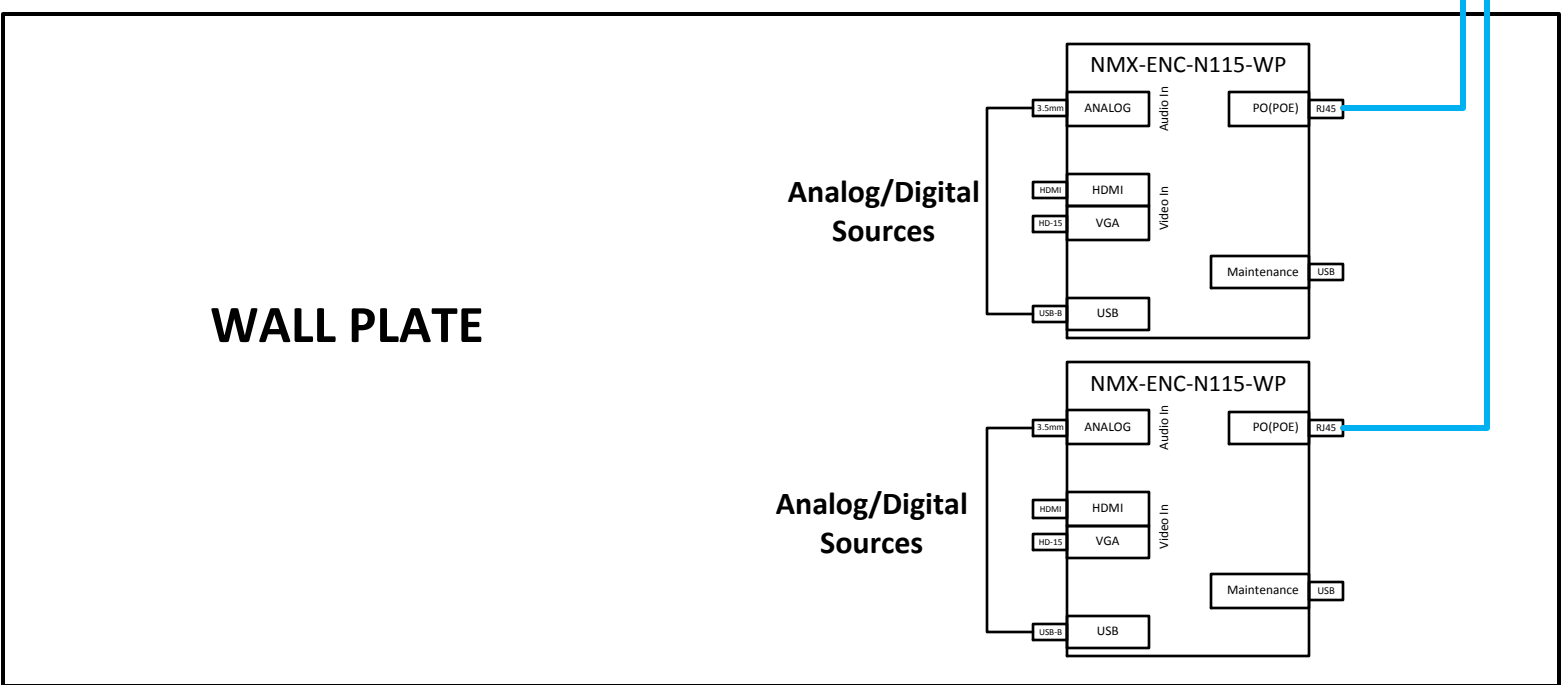 NMX-ENC-N115-WP
3.5mm
ANALOG
Audio In
PO(POE)
RJ45
Analog/Digital
Sources
HDMI
HDMI
Video In
HD-15
VGA
Maintenance
USB
USB-B
USB
WALL PLATE
NMX-ENC-N115-WP
3.5mm
ANALOG
Audio In
PO(POE)
RJ45
Analog/Digital
Sources
HDMI
HDMI
Video In
HD-15
VGA
Maintenance
USB
USB-B
USB